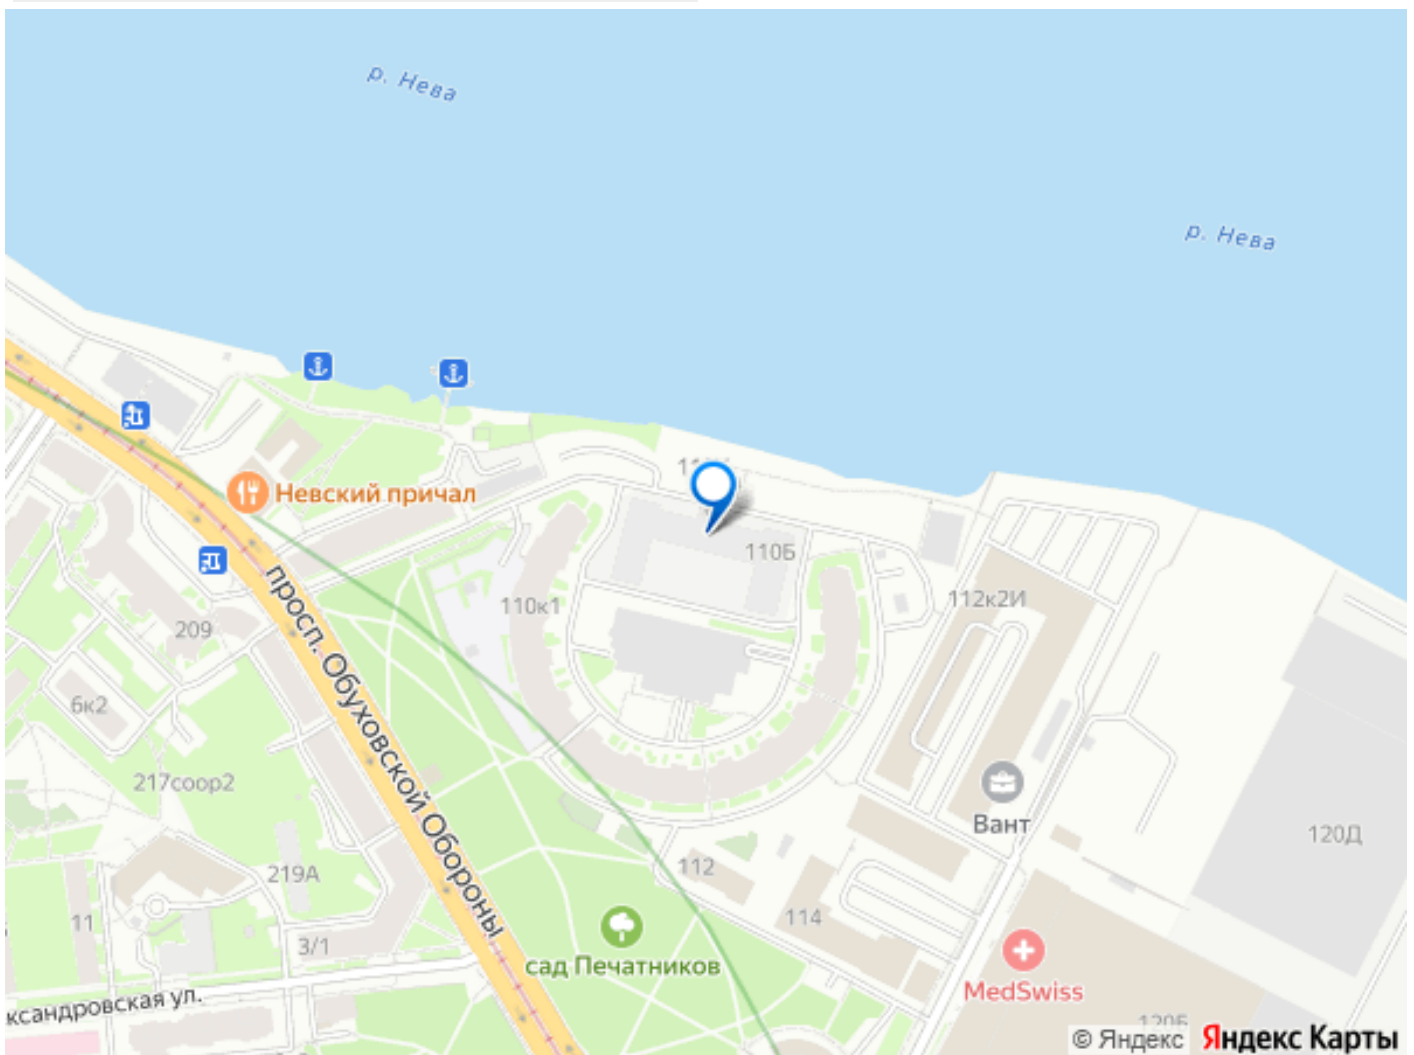 р. Нева
р. Нева
Невский причал
110Б
110к1
112к2И
209
просп. Обуховской Обороны
6к2
217соор2
Вант
120Д
219А
112
11
114
3/1
сад Печатников
MedSwiss
ксандровская ул.
120Б
© Яндекс Яндекс Карты